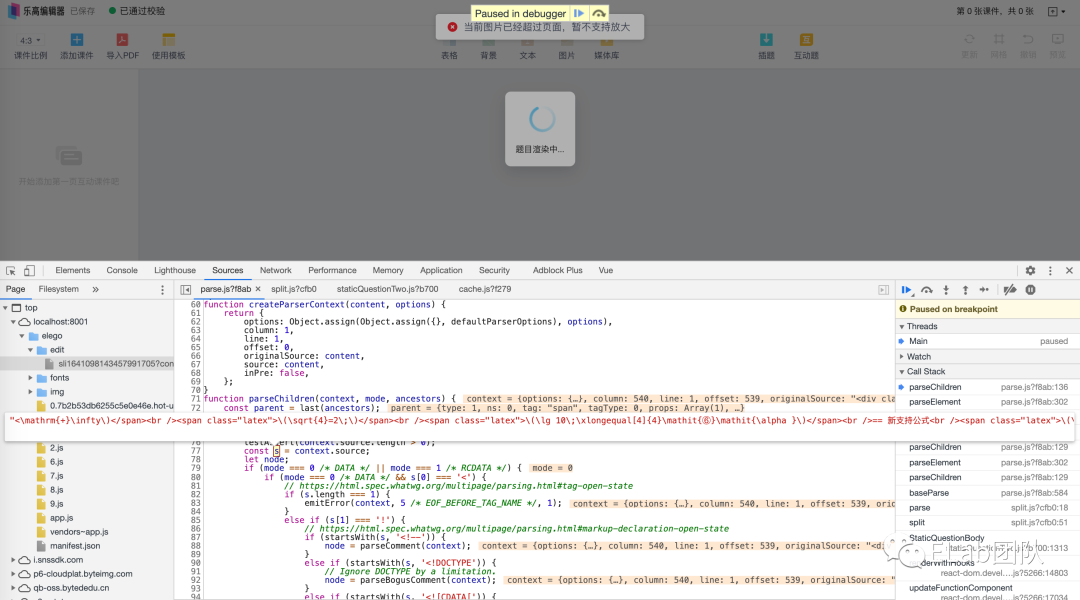 乐高编辑器 已保存 已通过校验
Paused in debugger
第 0 张课件，共 0 张
当前图片已经超过页面，暂不支持放大
4:3
课件比例 添加课件 导入PDF 使用模板 表格 背景 文本 图片 媒体库 插题 互动题
题目渲染中...
开始添加第一页互动课件吧
Elements Console Lighthouse Sources Network Performance Memory Application Security Adblock Plus Vue
Page Filesystem »
parse.js?f8ab × split.js?cfb0 staticQuestionTwo.js?b700 cache.js?f279
top
localhost:8001
elego
edit
sli1641098143457991705?con
fonts
img
0.7b2b53db6255c5e0e46e.hot-u
2.js
6.js
7.js
8.js
9.js
app.js
vendors~app.js
manifest.json
i.snssdk.com
p6-cloudplat.byteimg.com
qb-oss.bytededu.cn
60 function createParserContext(content, options) {
61 return {
62 options: Object.assign(Object.assign({}, defaultParserOptions), options),
63 column: 1,
64 line: 1,
65 offset: 0,
66 originalSource: content,
67 source: content,
68 inPre: false,
69 };
70 }
71 function parseChildren(context, mode, ancestors) { context = {options: {…}, column: 540, line: 1, offset: 539, originalSource: "<div cla
72 const parent = last(ancestors); parent = {type: 1, ns: 0, tag: "span", tagType: 0, props: Array(1), …}
"<\mathrm{+}\infty\)</span><br /><span class="latex">\(\sqrt{4}=2\;\)</span><br /><span class="latex">\(\lg 10\;\xlongequal[4]{4}\mathit{⑥}\mathit{\alpha }\)</span><br />== 新支持公式<br /><span class="latex">\(\
77 const s = context.source;
78 let node;
79 if (mode === 0 /* DATA */ || mode === 1 /* RCDATA */) { mode = 0
80 if (mode === 0 /* DATA */ && s[0] === '<') {
81 // https://html.spec.whatwg.org/multipage/parsing.html#tag-open-state
82 if (s.length === 1) {
83 emitError(context, 5 /* EOF_BEFORE_TAG_NAME */, 1); context = {options: {…}, column: 540, line: 1, offset: 539, orig
84 }
85 else if (s[1] === '!') {
86 // https://html.spec.whatwg.org/multipage/parsing.html#markup-declaration-open-state
87 if (startsWith(s, '<!--')) {
88 node = parseComment(context); context = {options: {…}, column: 540, line: 1, offset: 539, originalSource: "<di
89 }
90 else if (startsWith(s, '<!DOCTYPE')) {
91 // Ignore DOCTYPE by a limitation.
92 node = parseBogusComment(context); context = {options: {…}, column: 540, line: 1, offset: 539, originalSource: "
93 }
94 else if (startsWith(s, '<![CDATA[')) {
Paused on breakpoint
Threads
Main paused
Watch
Call Stack
parseChildren parse.js?f8ab:136
parseElement parse.js?f8ab:302
parseChildren parse.js?f8ab:129
parseElement parse.js?f8ab:302
parseChildren parse.js?f8ab:129
baseParse parse.js?f8ab:584
parse split.js?cfb0:18
split split.js?cfb0:51
StaticQuestionBody
react-dom.devel….js?5266:14803
updateFunctionComponent
react-dom.devel….js?5266:17034
ELab团队